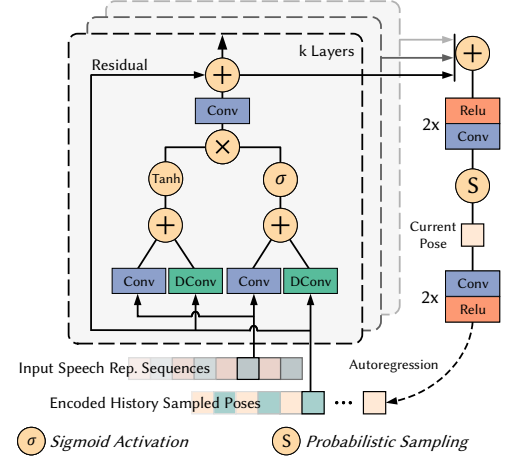 k Layers
Residual
+
+
Conv
Relu
2x
Conv
×
Tanh
σ
S
+
+
Current
Pose
Conv
DConv
Conv
DConv
Conv
2x
Relu
Autoregression
Input Speech Rep. Sequences
Encoded History Sampled Poses
σ Sigmoid Activation
S Probabilistic Sampling